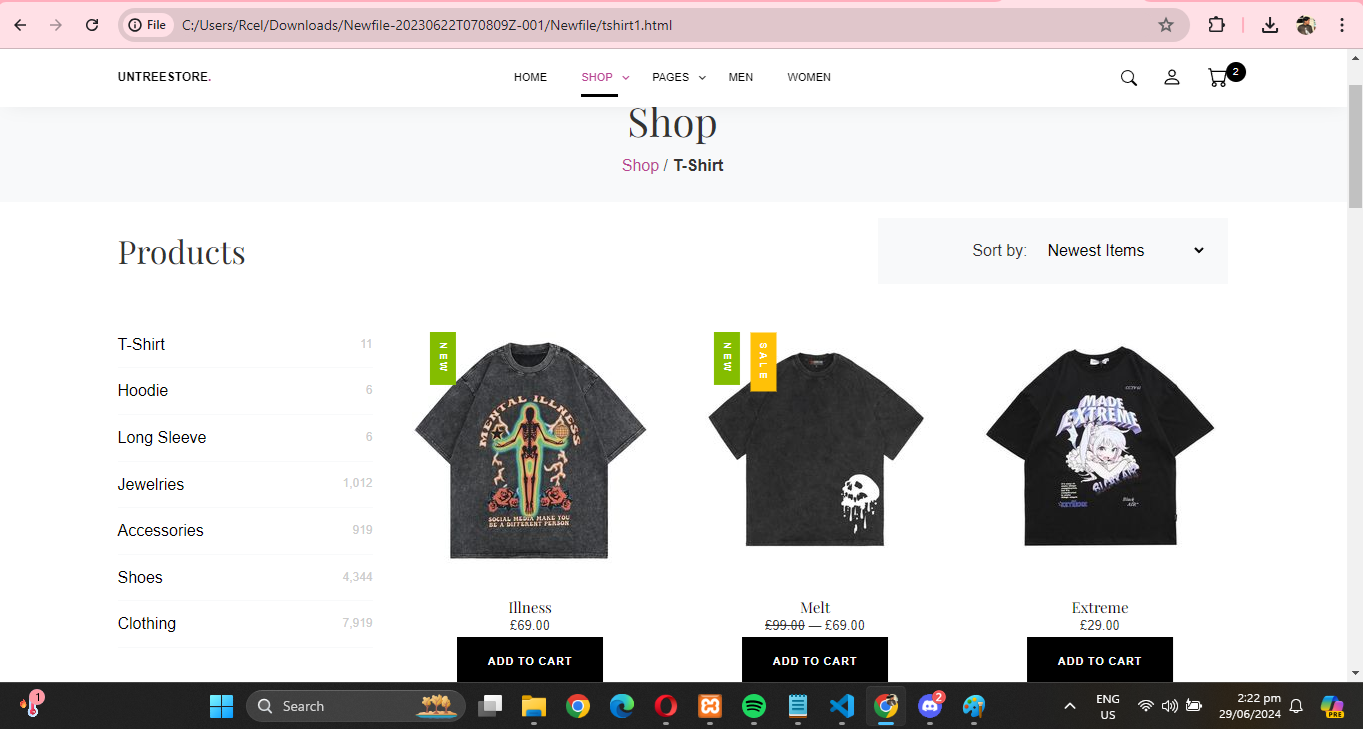 File C:/Users/Rcel/Downloads/Newfile-20230622T070809Z-001/Newfile/tshirt1.html
UNTREESTORE. HOME SHOP PAGES MEN WOMEN 2
Shop
Shop / T-Shirt
Products
Sort by: Newest Items
T-Shirt 11
Hoodie 6
Long Sleeve 6
Jewelries 1,012
Accessories 919
Shoes 4,344
Clothing 7,919
NEW
MENTAL ILLNESS
SOCIAL MEDIA MAKE YOU
BE A DIFFERENT PERSON
Illness
£69.00
ADD TO CART
NEW
SALE
Melt
£99.00 — £69.00
ADD TO CART
MADE
EXTREME
Extreme
£29.00
ADD TO CART
1
Search
2
PRE
ENG
US
2:22 pm
29/06/2024